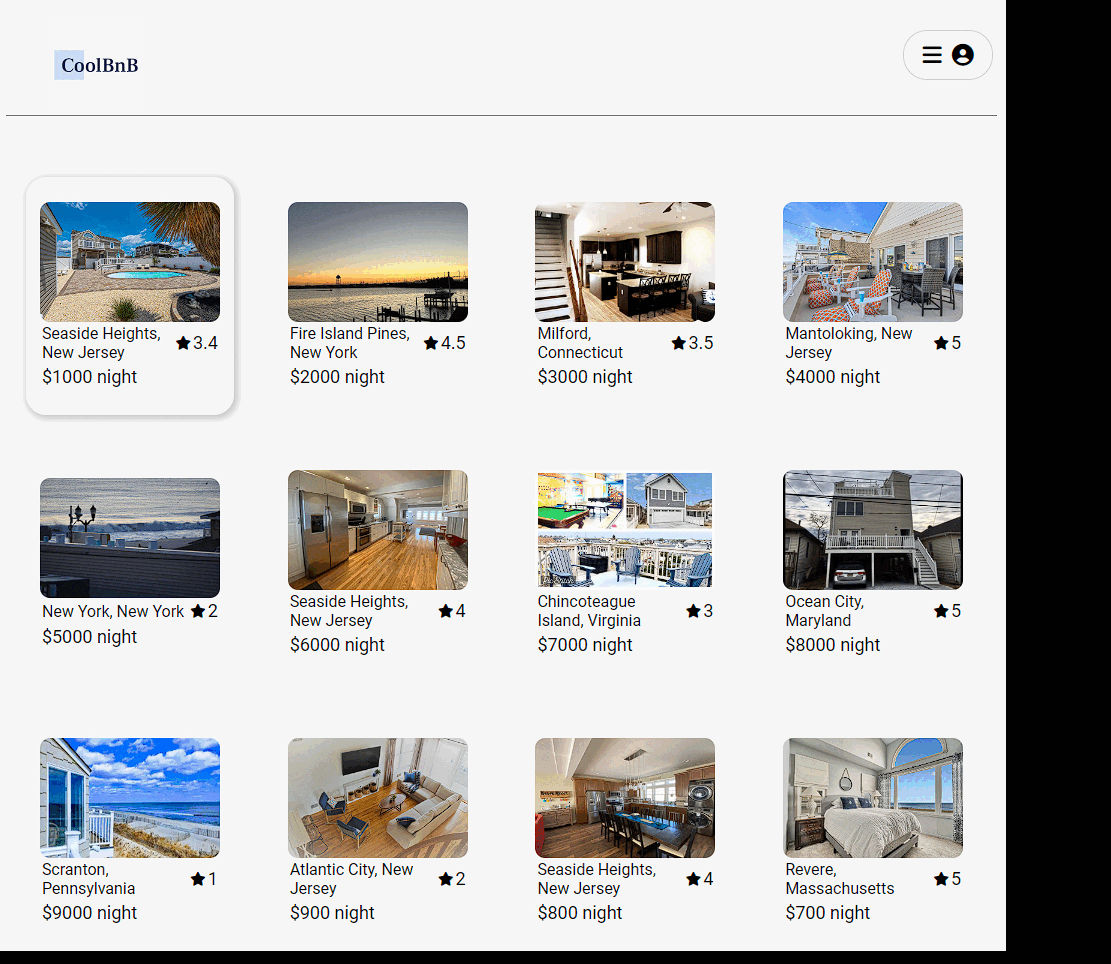 CoolBnB
Seaside Heights,
New Jersey
3.4
$1000 night
Fire Island Pines,
New York
4.5
$2000 night
Milford,
Connecticut
3.5
$3000 night
Mantoloking, New
Jersey
5
$4000 night
New York, New York
2
$5000 night
Seaside Heights,
New Jersey
4
$6000 night
Chincoteague
Island, Virginia
3
$7000 night
Ocean City,
Maryland
5
$8000 night
Scranton,
Pennsylvania
1
$9000 night
Atlantic City, New
Jersey
2
$900 night
Seaside Heights,
New Jersey
4
$800 night
Revere,
Massachusetts
5
$700 night